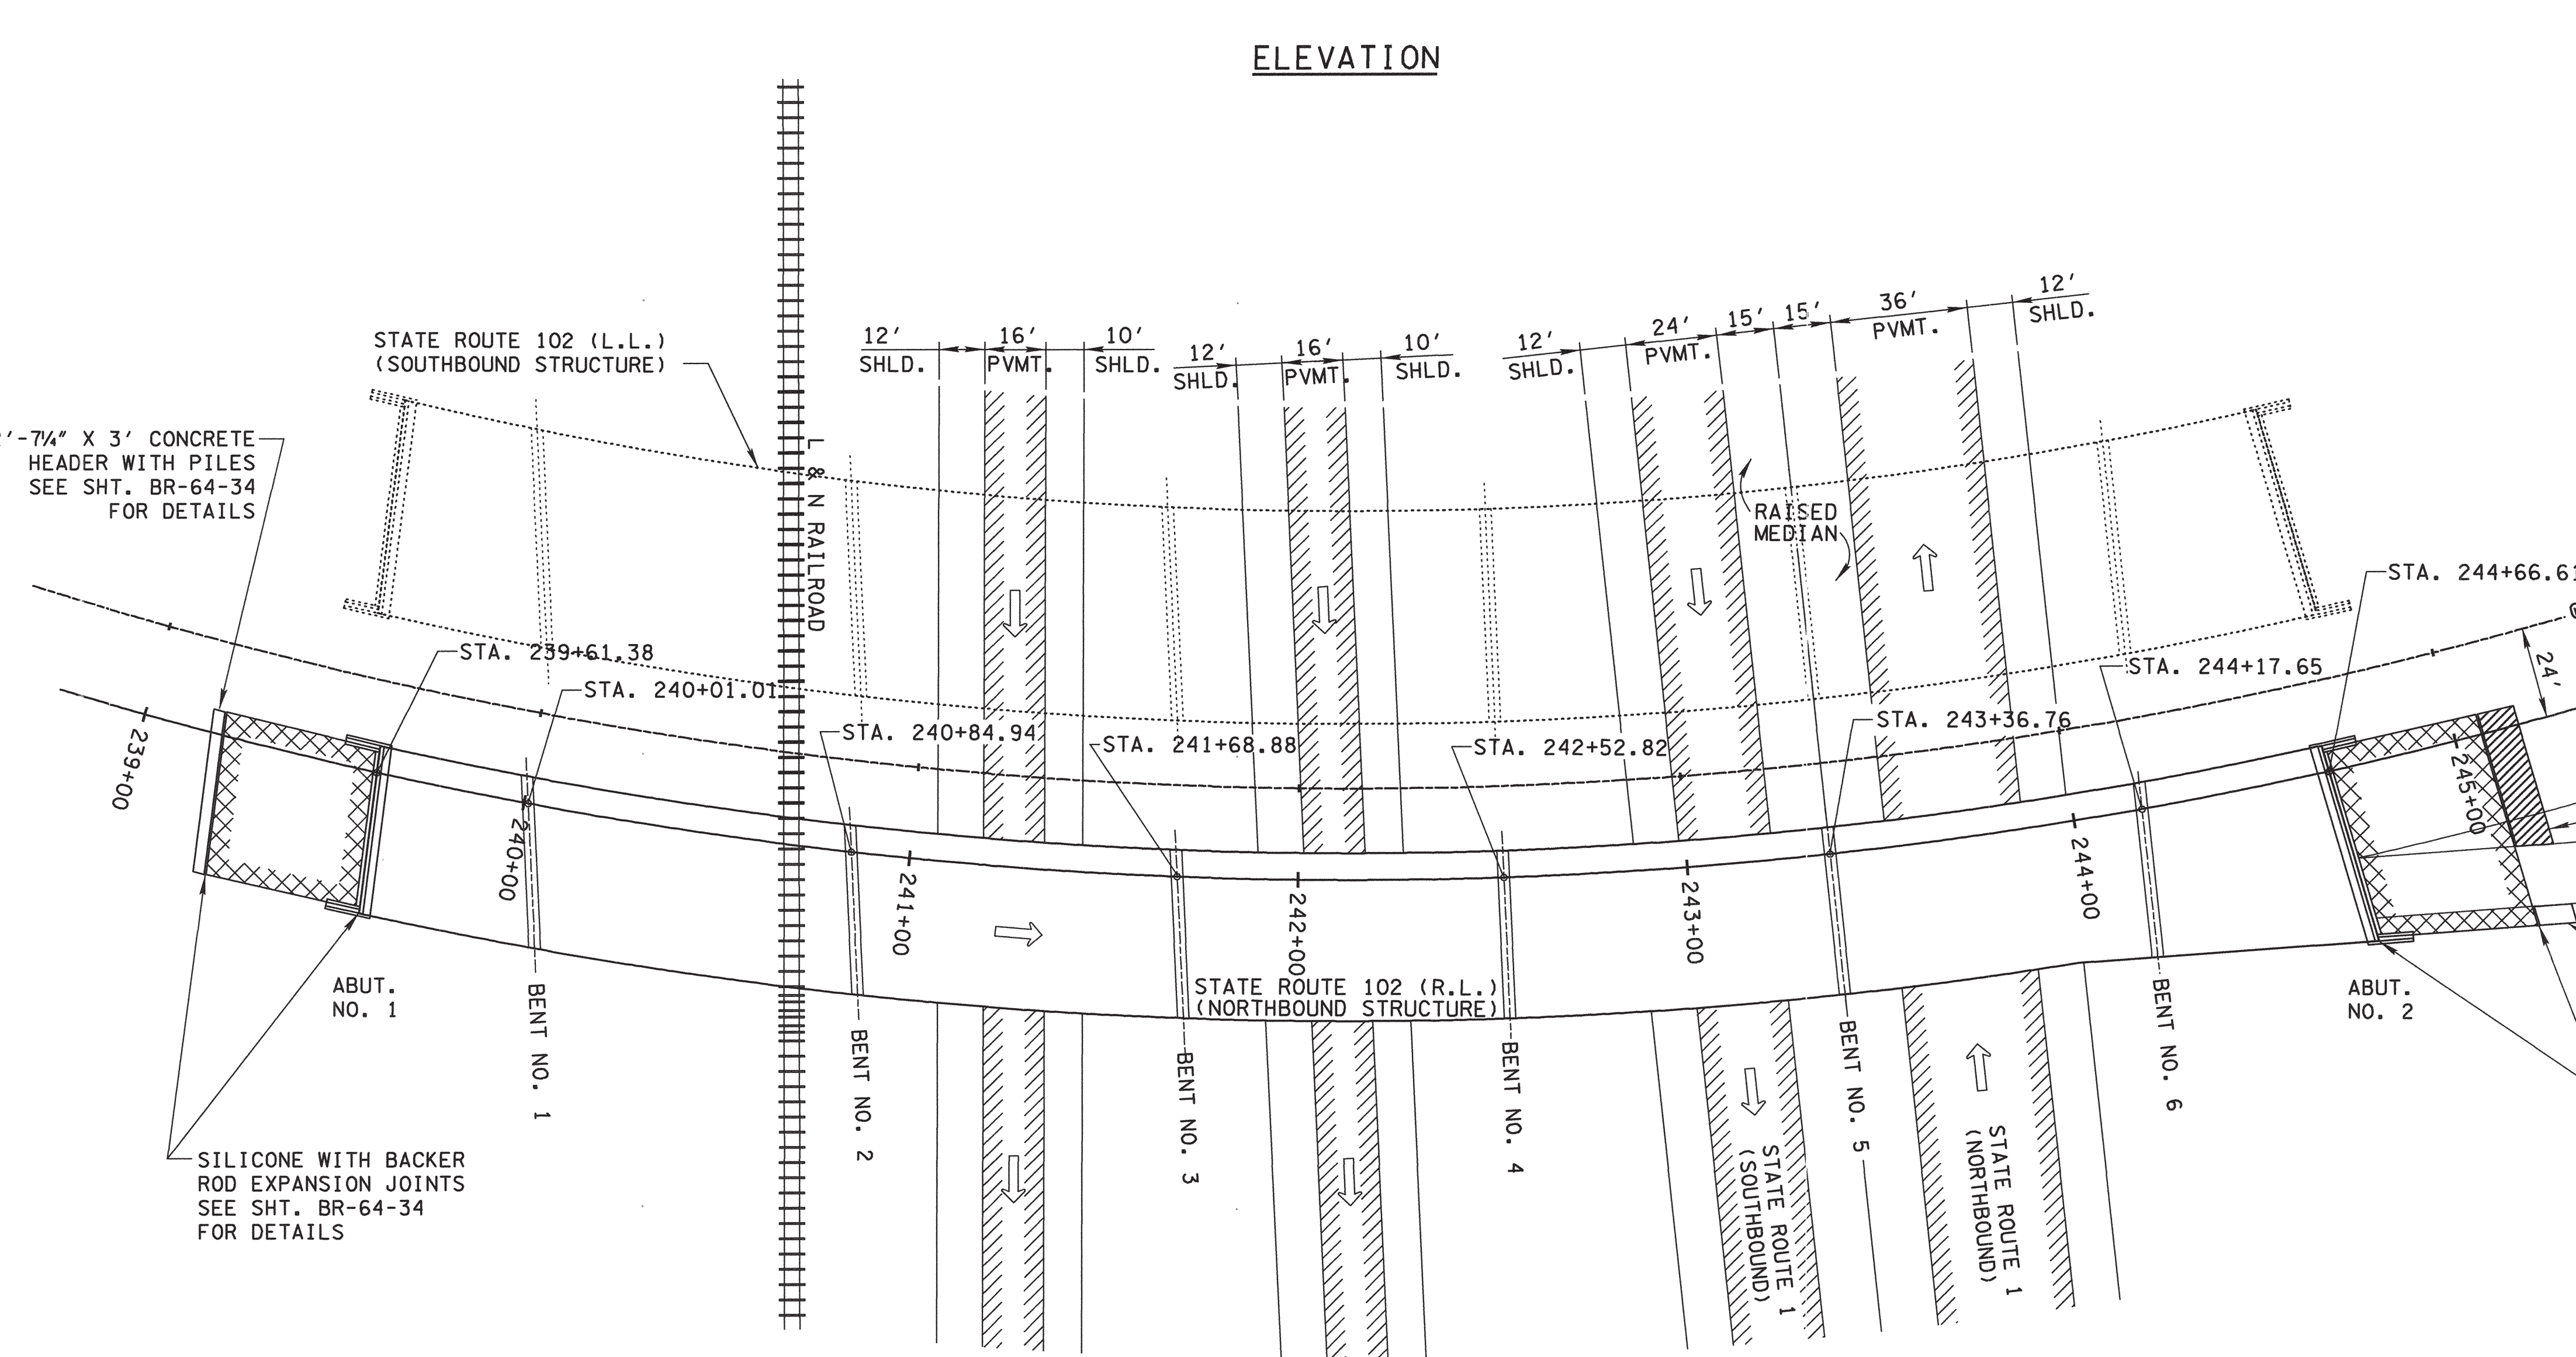 ELEVATION
STATE ROUTE 102 (L.L.)
(SOUTHBOUND STRUCTURE)
'-7¼" X 3' CONCRETE
HEADER WITH PILES
SEE SHT. BR-64-34
FOR DETAILS
L & N RAILROAD
12'
SHLD.
16'
PVMT.
10'
SHLD.
12'
SHLD.
16'
PVMT.
10'
SHLD.
12'
SHLD.
24'
PVMT.
15'
15'
36'
PVMT.
12'
SHLD.
RAISED
MEDIAN
STA. 239+61.38
STA. 240+01.01
STA. 240+84.94
STA. 241+68.88
STA. 242+52.82
STA. 243+36.76
STA. 244+17.65
STA. 244+66.61
24'
239+00
240+00
241+00
242+00
243+00
244+00
245+00
STATE ROUTE 102 (R.L.)
(NORTHBOUND STRUCTURE)
ABUT.
NO. 1
BENT NO. 1
BENT NO. 2
BENT NO. 3
BENT NO. 4
BENT NO. 5
BENT NO. 6
ABUT.
NO. 2
STATE ROUTE 1
(SOUTHBOUND)
STATE ROUTE 1
(NORTHBOUND)
SILICONE WITH BACKER
ROD EXPANSION JOINTS
SEE SHT. BR-64-34
FOR DETAILS